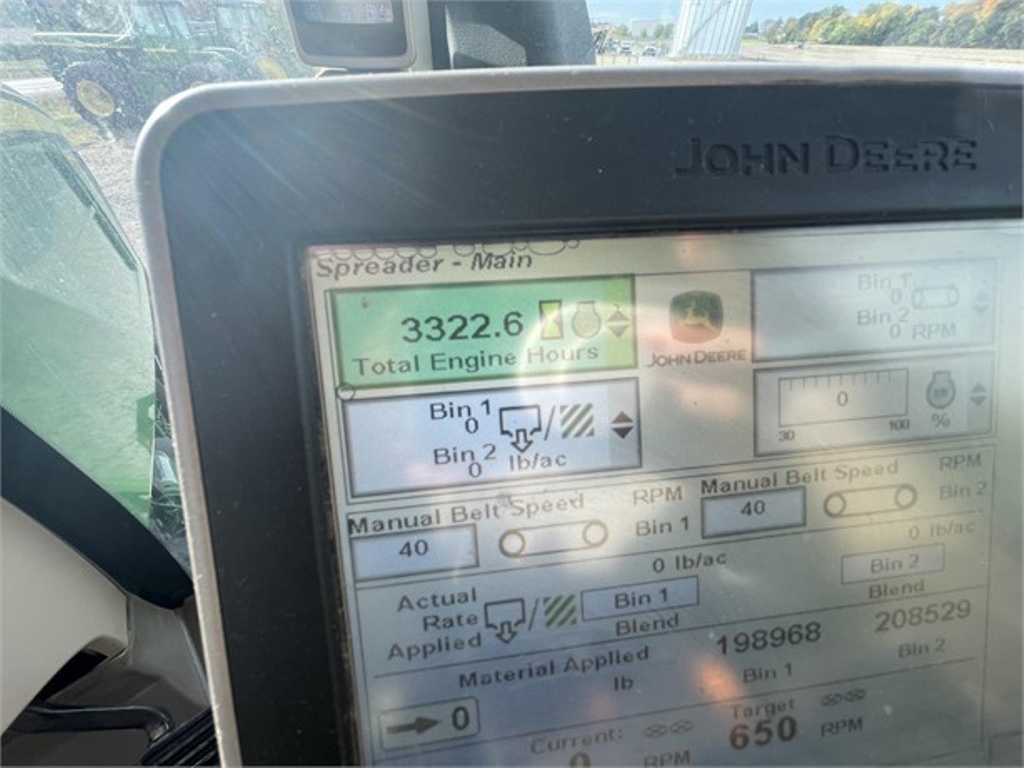 JOHN DEERE
Spreader - Main
3322.6
Total Engine Hours
JOHN DEERE
Bin 1
0
Bin 2
0 RPM
Bin 1
0
Bin 2
0 lb/ac
0
30 100 %
Manual Belt Speed RPM
40 Bin 1
Manual Belt Speed RPM
40 Bin 2
0 lb/ac 0 lb/ac
Actual
Rate
Applied
Bin 1 Bin 2
Blend Blend
Material Applied 198968 208529
lb Bin 1 Bin 2
0
Current: Target
0 RPM 650 RPM